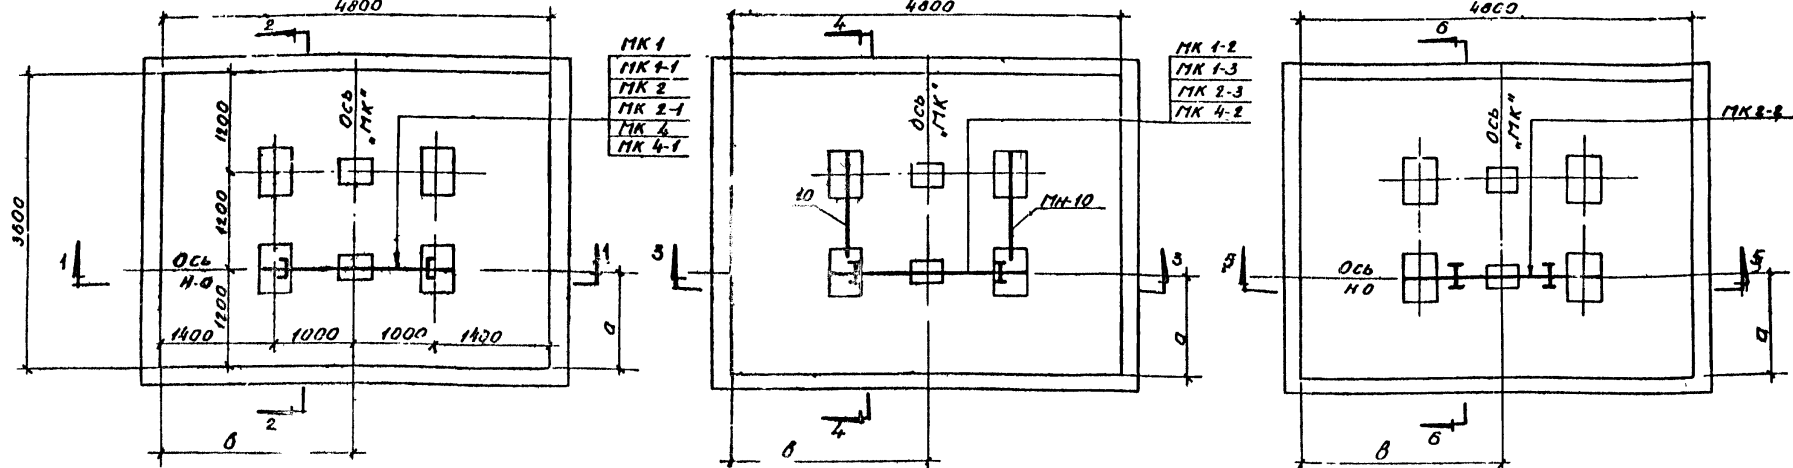 4800
2
МК 1
МК 1-1
МК 2
МК 2-1
МК 4
МК 4-1
ОСЬ
„МК"
3600
1200
1200
1200
1
1
ОСЬ
Н-О
1400
1000
1000
1400
а
2
в
4800
4
МК 1-2
МК 1-3
МК 2-3
МК 4-2
ОСЬ
„МК"
10
МН-10
3
3
а
4
в
4800
6
МК 2-2
ОСЬ
„МК"
5
5
ОСЬ
НО
а
6
в